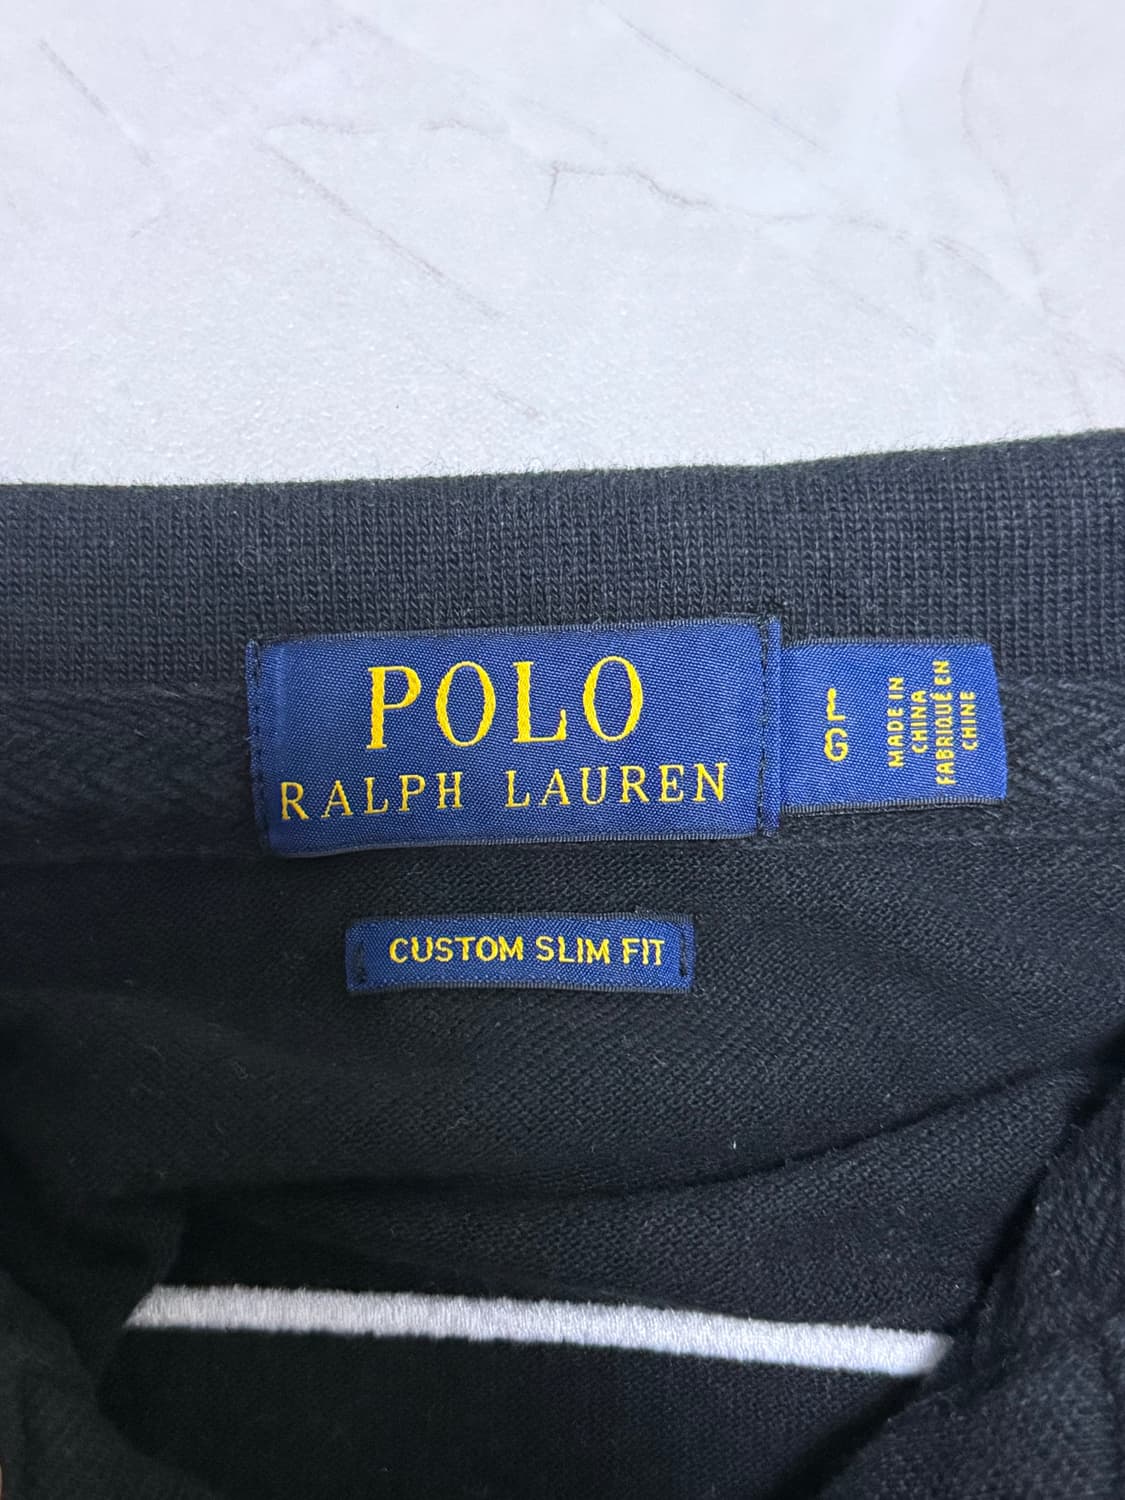 POLO
RALPH LAUREN
L
G
MADE IN
CHINA
FABRIQUÉ EN
CHINE
CUSTOM SLIM FIT